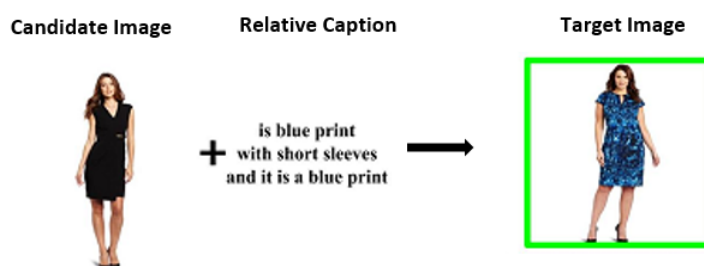 Candidate Image
Relative Caption
Target Image
is blue print
with short sleeves
and it is a blue print